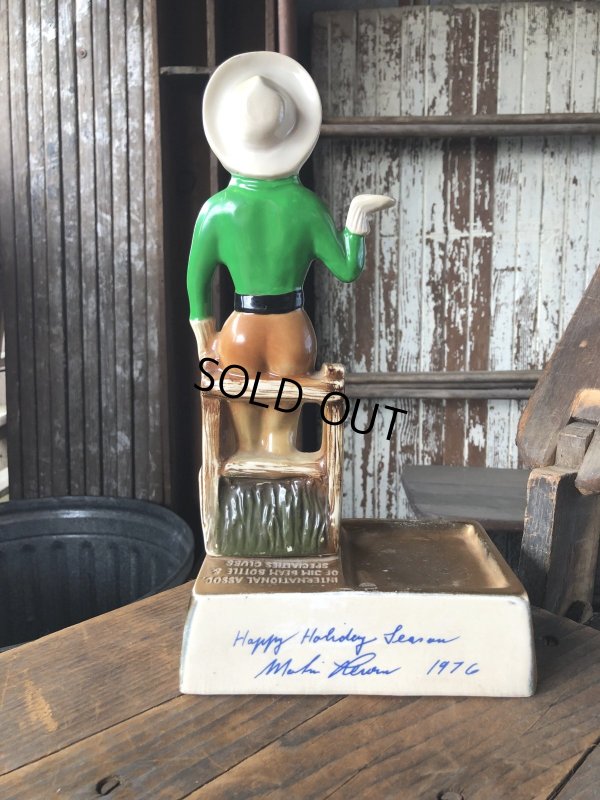 SOLD OUT
INTERNATIONAL ASSOC.
OF JIM BEAM BOTTLE &
SPECIALTIES CLUBS
Happy Holiday Season
1976